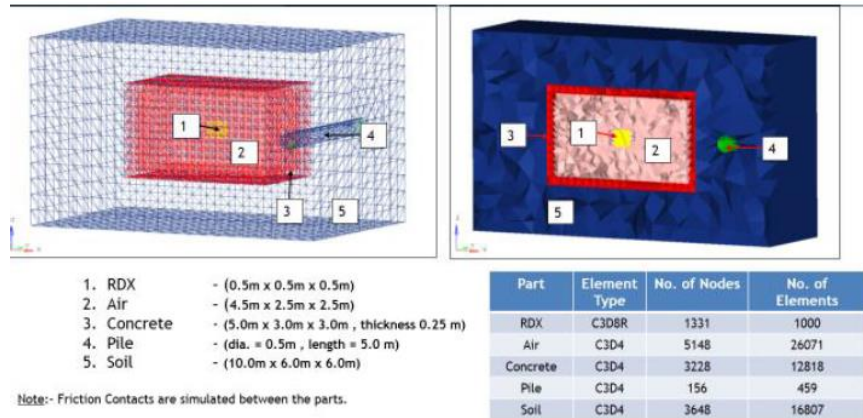 1
2
3
4
5
3
1
2
4
5
1. RDX - (0.5m x 0.5m x 0.5m)
2. Air - (4.5m x 2.5m x 2.5m)
3. Concrete - (5.0m x 3.0m x 3.0m , thickness 0.25 m)
4. Pile - (dia. = 0.5m , length = 5.0 m)
5. Soil - (10.0m x 6.0m x 6.0m)
Note:- Friction Contacts are simulated between the parts.
Part Element Type No. of Nodes No. of Elements
RDX C3D8R 1331 1000
Air C3D4 5148 26071
Concrete C3D4 3228 12818
Pile C3D4 156 459
Soil C3D4 3648 16807